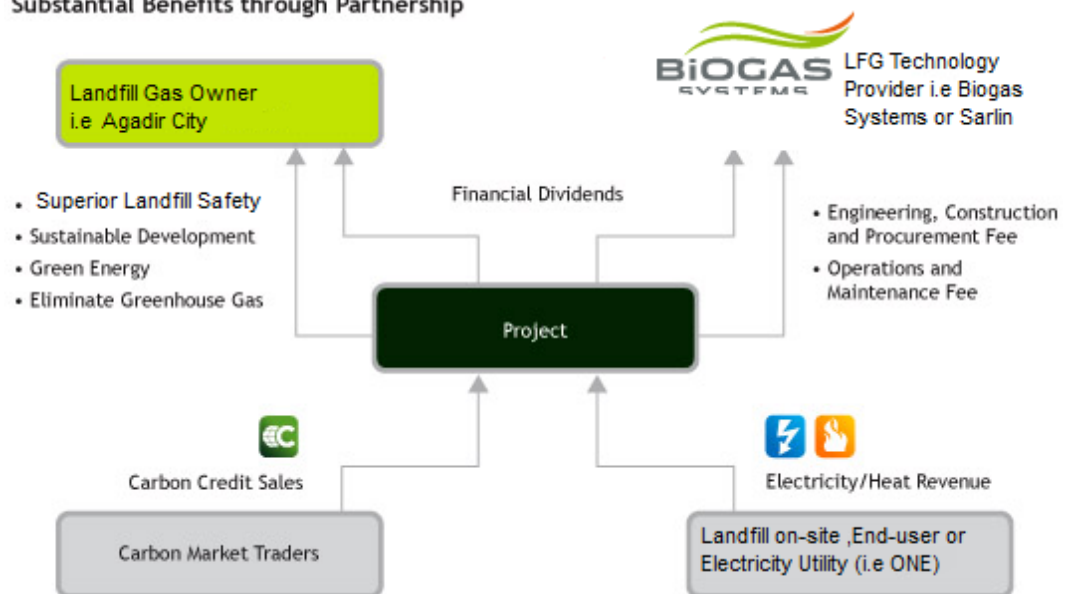 Substantial Benefits through Partnership
Landfill Gas Owner
i.e Agadir City
BiOGAS
SYSTEMS
LFG Technology
Provider i.e Biogas
Systems or Sarlin
Financial Dividends
. Superior Landfill Safety
• Sustainable Development
• Green Energy
• Eliminate Greenhouse Gas
• Engineering, Construction
and Procurement Fee
• Operations and
Maintenance Fee
Project
C
Carbon Credit Sales
Electricity/Heat Revenue
Carbon Market Traders
Landfill on-site ,End-user or
Electricity Utility (i.e ONE)